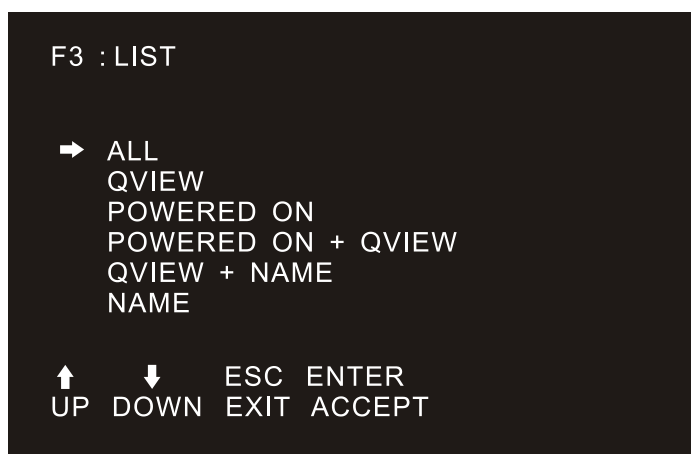 F3 : LIST
➡ ALL
QVIEW
POWERED ON
POWERED ON + QVIEW
QVIEW + NAME
NAME
⬆ ⬇ ESC ENTER
UP DOWN EXIT ACCEPT